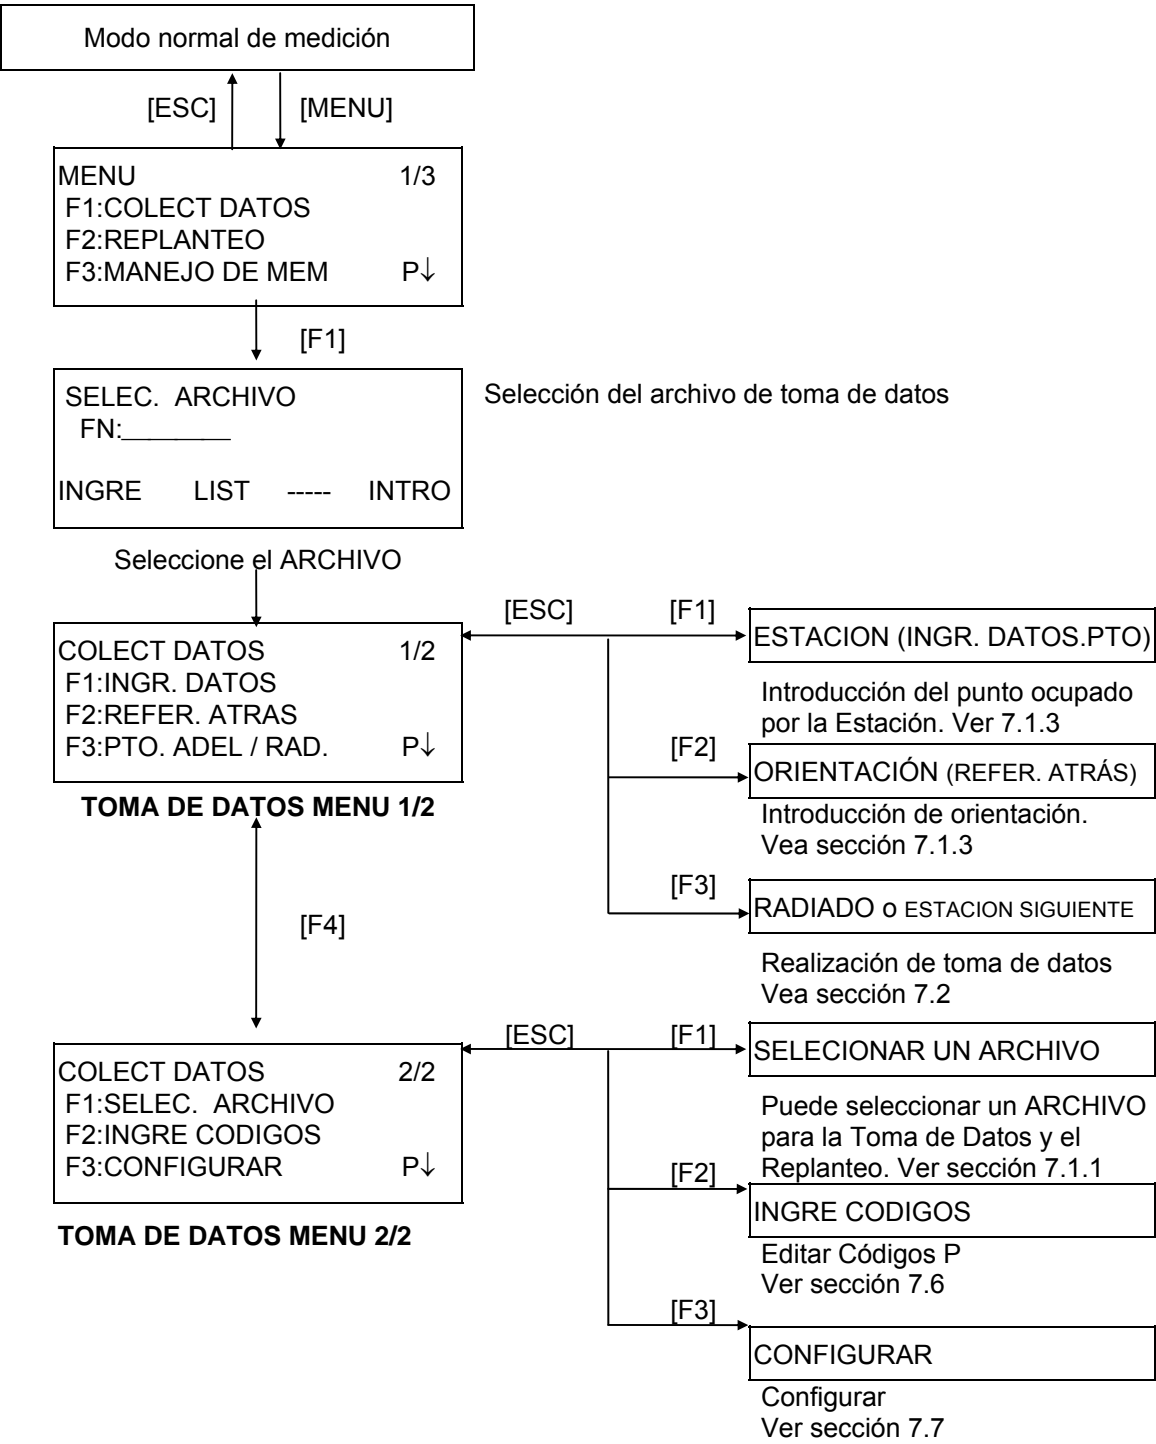 Modo normal de medición
[ESC] [MENU]
MENU 1/3
F1:COLECT DATOS
F2:REPLANTEO
F3:MANEJO DE MEM P↓
[F1]
SELEC. ARCHIVO
FN:_______
INGRE LIST ----- INTRO
Selección del archivo de toma de datos
Seleccione el ARCHIVO
COLECT DATOS 1/2
F1:INGR. DATOS
F2:REFER. ATRAS
F3:PTO. ADEL / RAD. P↓
TOMA DE DATOS MENU 1/2
[ESC] [F1]
ESTACION (INGR. DATOS.PTO)
Introducción del punto ocupado
por la Estación. Ver 7.1.3
[F2]
ORIENTACIÓN (REFER. ATRÁS)
Introducción de orientación.
Vea sección 7.1.3
[F3]
RADIADO o ESTACION SIGUIENTE
Realización de toma de datos
Vea sección 7.2
[F4]
COLECT DATOS 2/2
F1:SELEC. ARCHIVO
F2:INGRE CODIGOS
F3:CONFIGURAR P↓
TOMA DE DATOS MENU 2/2
[ESC] [F1]
SELECIONAR UN ARCHIVO
Puede seleccionar un ARCHIVO
para la Toma de Datos y el
Replanteo. Ver sección 7.1.1
[F2]
INGRE CODIGOS
Editar Códigos P
Ver sección 7.6
[F3]
CONFIGURAR
Configurar
Ver sección 7.7